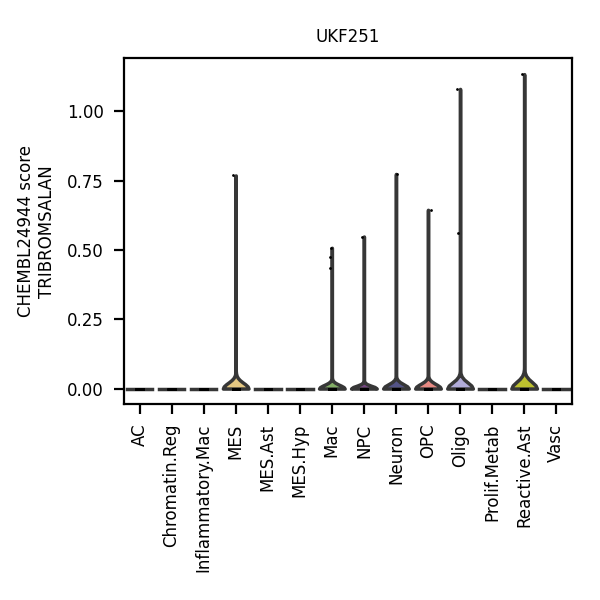 UKF251
CHEMBL24944 score
TRIBROMSALAN
1.00
0.75
0.50
0.25
0.00
AC
Chromatin.Reg
Inflammatory.Mac
MES
MES.Ast
MES.Hyp
Mac
NPC
Neuron
OPC
Oligo
Prolif.Metab
Reactive.Ast
Vasc